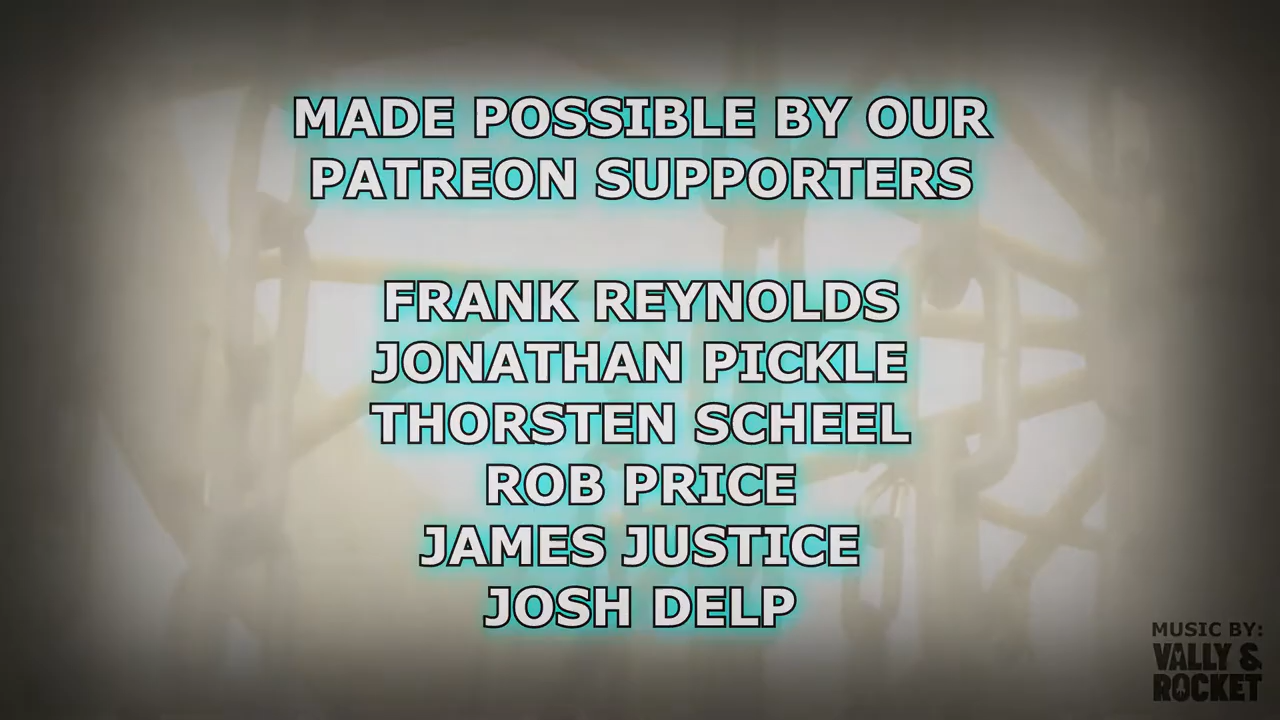 MADE POSSIBLE BY OUR
PATREON SUPPORTERS
FRANK REYNOLDS
JONATHAN PICKLE
THORSTEN SCHEEL
ROB PRICE
JAMES JUSTICE
JOSH DELP
MUSIC BY:
VALLY &
ROCKET